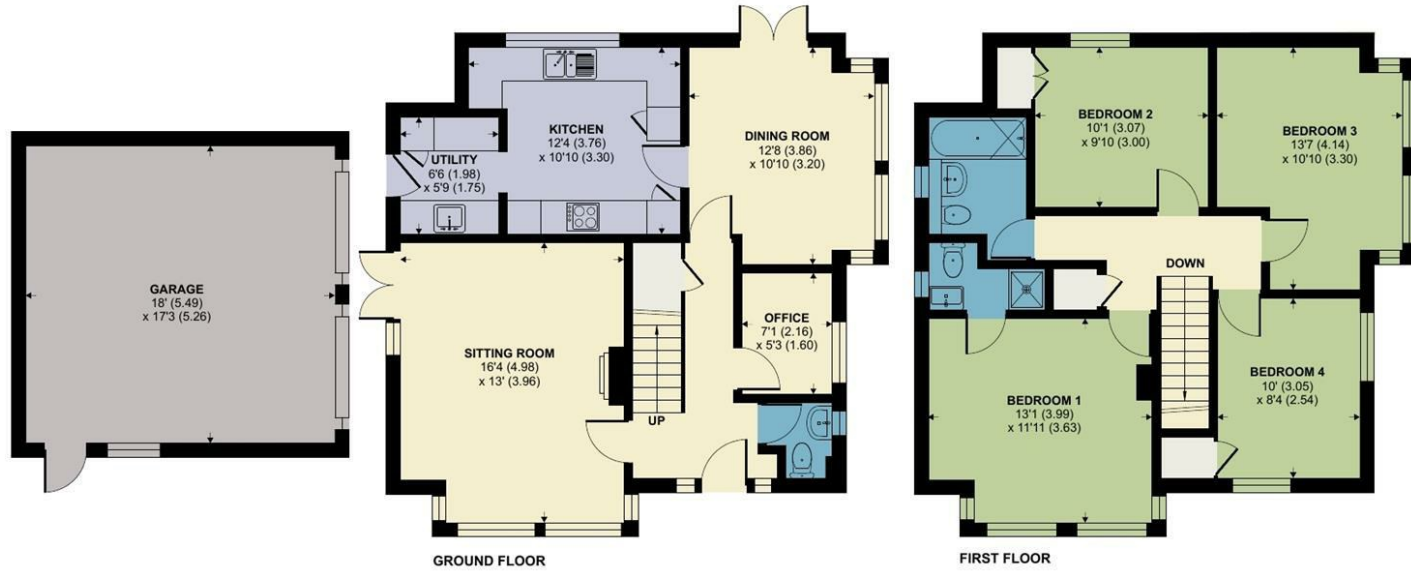 GARAGE
18' (5.49)
x 17'3 (5.26)
UTILITY
6'6 (1.98)
x 5'9 (1.75)
KITCHEN
12'4 (3.76)
x 10'10 (3.30)
DINING ROOM
12'8 (3.86)
x 10'10 (3.20)
SITTING ROOM
16'4 (4.98)
x 13' (3.96)
OFFICE
7'1 (2.16)
x 5'3 (1.60)
UP
GROUND FLOOR
BEDROOM 2
10'1 (3.07)
x 9'10 (3.00)
BEDROOM 3
13'7 (4.14)
x 10'10 (3.30)
DOWN
BEDROOM 1
13'1 (3.99)
x 11'11 (3.63)
BEDROOM 4
10' (3.05)
x 8'4 (2.54)
FIRST FLOOR